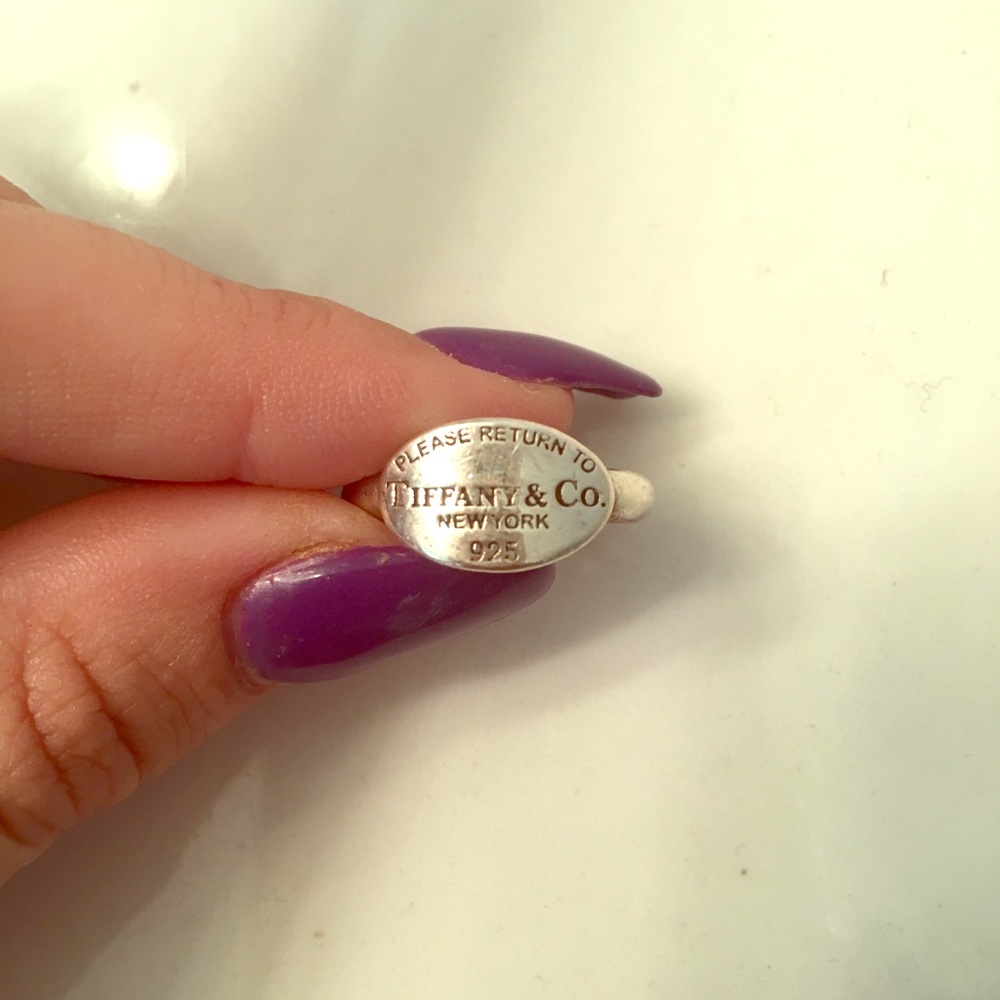 PLEASE RETURN TO
TIFFANY & CO.
NEW YORK
925